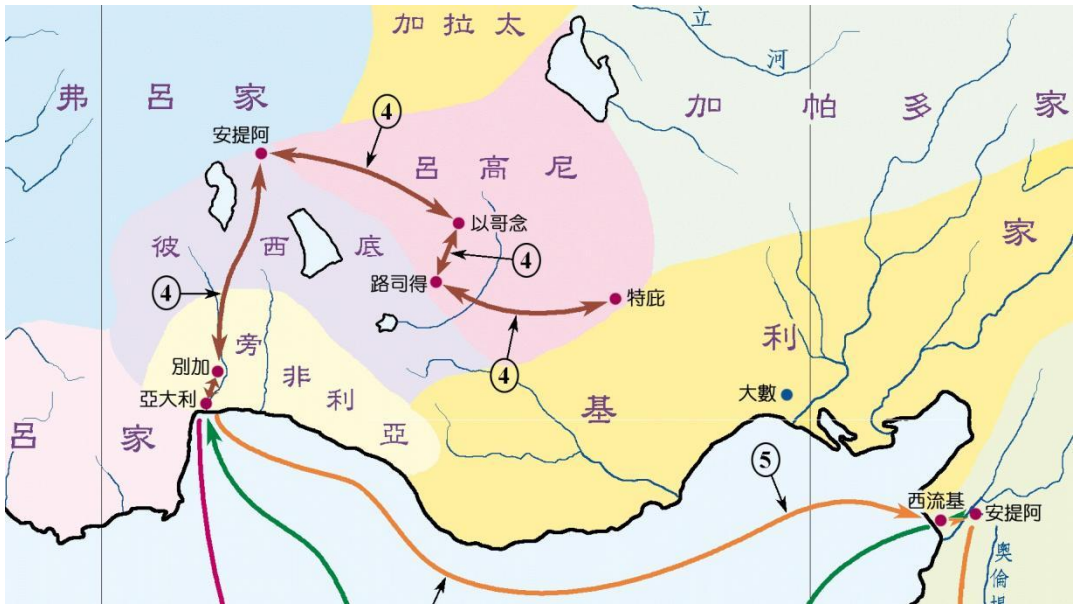 加拉太
立
河
弗呂家
加帕多家
安提阿
④
呂高尼
以哥念
家
彼西底
④
路司得
④
特庇
旁
利
別加
非
④
大數
亞大利
利
基
呂家
亞
⑤
西流基
安提阿
奧
倫